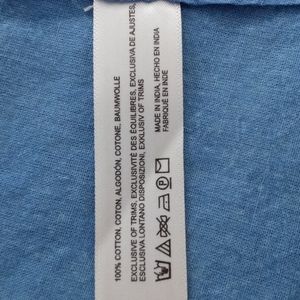 100% COTTON, COTON, ALGODÓN, COTONE, BAUMWOLLE
EXCLUSIVE OF TRIMS, EXCLUSIVITÉ DES ÉQUILIBRES, EXCLUSIVA DE AJUSTES,
ESCLUSIVA LONTANO DISPOSIZIONI, EXKLUSIV OF TRIMS
MADE IN INDIA, HECHO EN INDIA
FABRIQUÉ EN INDE
P